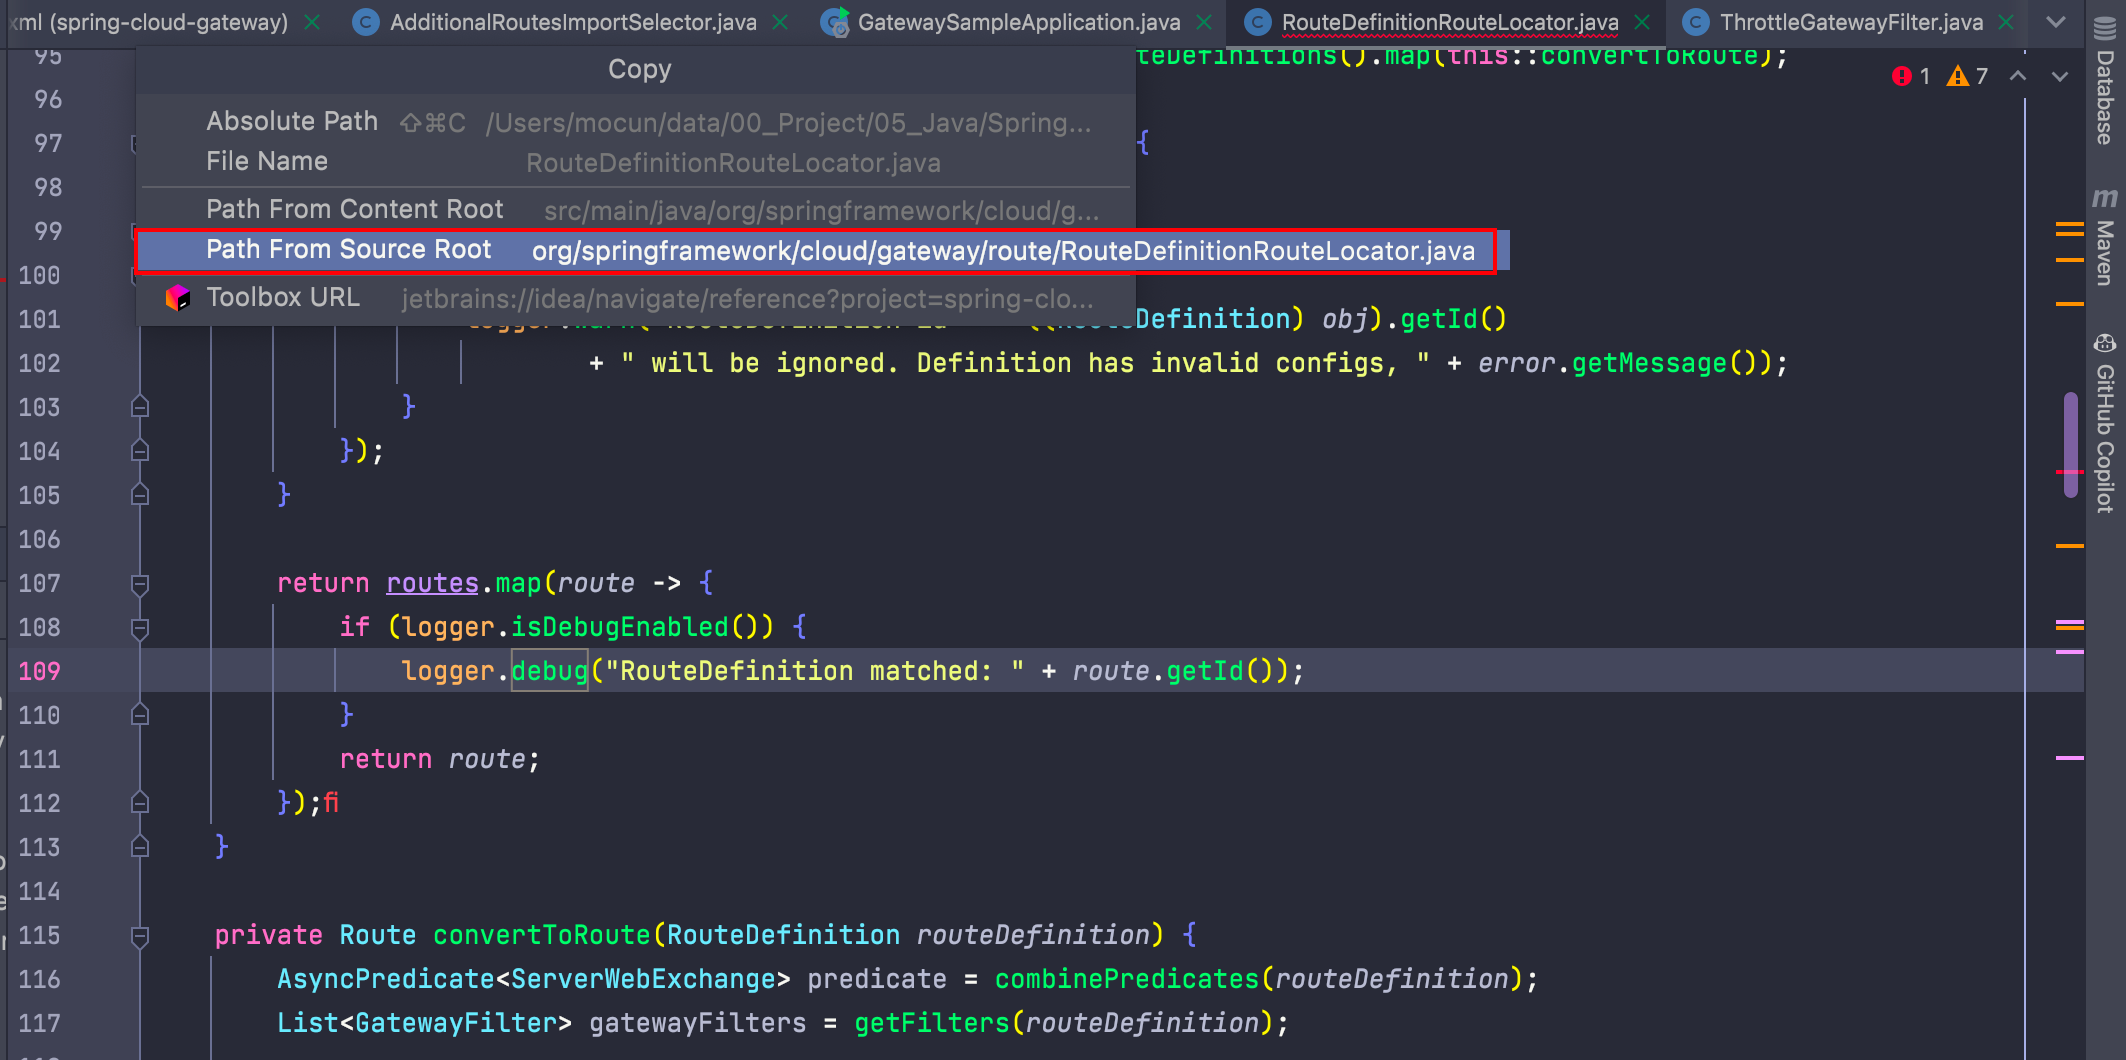 xml (spring-cloud-gateway) AdditionalRoutesImportSelector.java GatewaySampleApplication.java RouteDefinitionRouteLocator.java ThrottleGatewayFilter.java
95 teDefinitions().map(this::convertToRoute);
Copy
1 7
96
Absolute Path ⇧⌘C /Users/mocun/data/00_Project/05_Java/Spring...
97 {
File Name RouteDefinitionRouteLocator.java
98
Path From Content Root src/main/java/org/springframework/cloud/g...
99
Path From Source Root org/springframework/cloud/gateway/route/RouteDefinitionRouteLocator.java
100
Toolbox URL jetbrains://idea/navigate/reference?project=spring-clo...
101 Definition) obj).getId()
102 + " will be ignored. Definition has invalid configs, " + error.getMessage());
103 }
104 });
105 }
106
107 return routes.map(route -> {
108 if (logger.isDebugEnabled()) {
109 logger.debug("RouteDefinition matched: " + route.getId());
110 }
111 return route;
112 });fi
113 }
114
115 private Route convertToRoute(RouteDefinition routeDefinition) {
116 AsyncPredicate<ServerWebExchange> predicate = combinePredicates(routeDefinition);
117 List<GatewayFilter> gatewayFilters = getFilters(routeDefinition);
Database
m Maven
GitHub Copilot